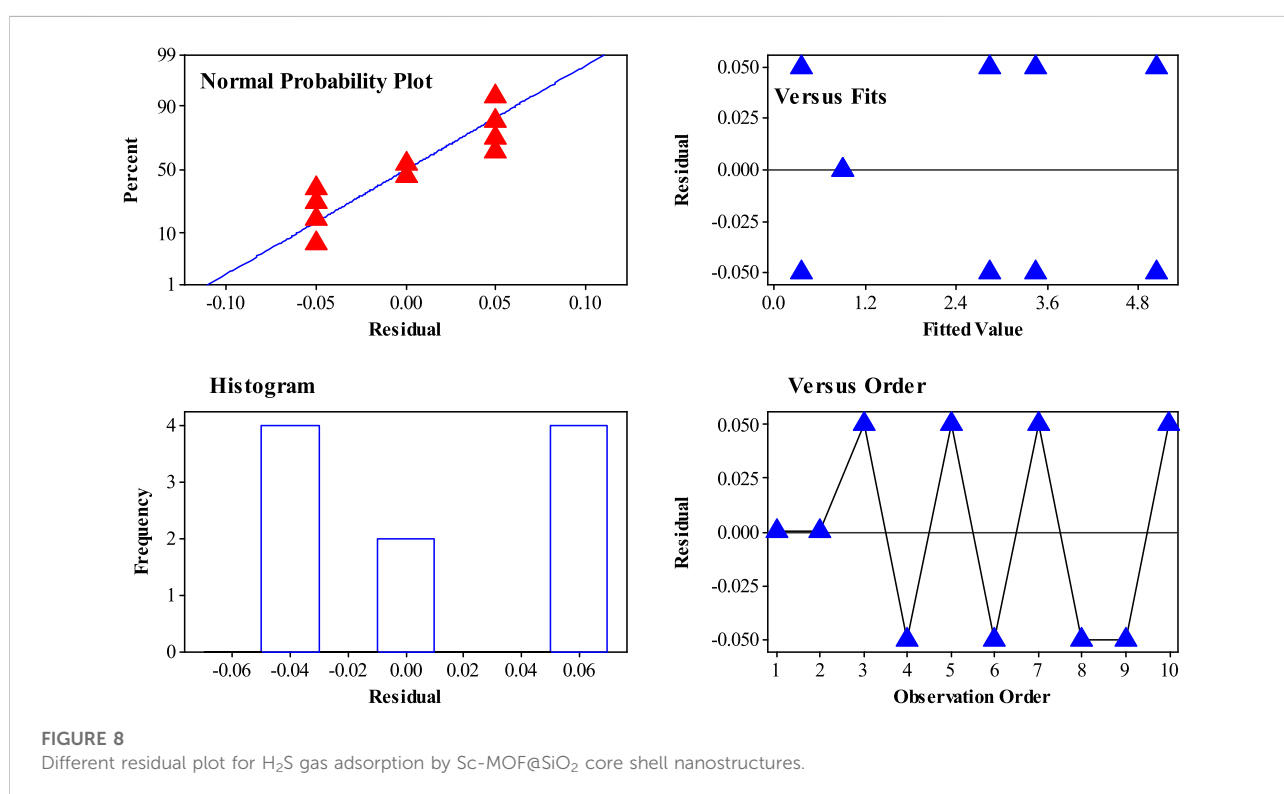 Normal Probability Plot
99
90
50
10
1
Percent
-0.10 -0.05 0.00 0.05 0.10
Residual
Versus Fits
0.050
0.025
0.000
-0.025
-0.050
Residual
0.0 1.2 2.4 3.6 4.8
Fitted Value
Histogram
4
3
2
1
0
Frequency
-0.06 -0.04 -0.02 0.00 0.02 0.04 0.06
Residual
Versus Order
0.050
0.025
0.000
-0.025
-0.050
Residual
1 2 3 4 5 6 7 8 9 10
Observation Order
FIGURE 8
Different residual plot for H₂S gas adsorption by Sc-MOF@SiO₂ core shell nanostructures.